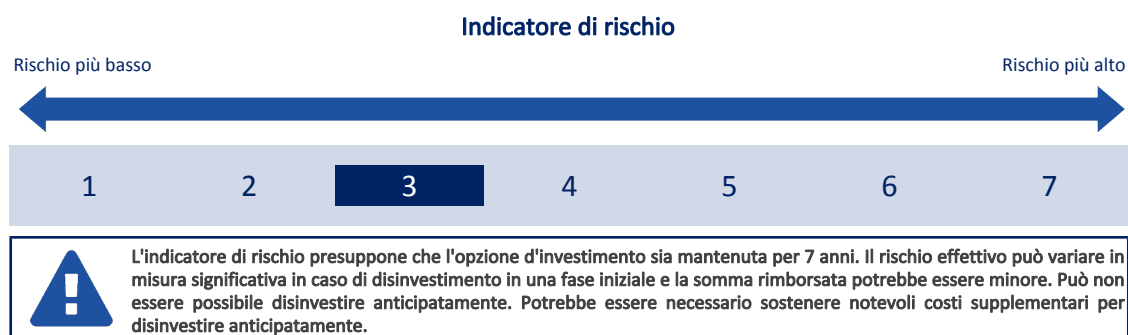 Indicatore di rischio
Rischio più basso
Rischio più alto
1 2 3 4 5 6 7
L'indicatore di rischio presuppone che l'opzione d'investimento sia mantenuta per 7 anni. Il rischio effettivo può variare in
misura significativa in caso di disinvestimento in una fase iniziale e la somma rimborsata potrebbe essere minore. Può non
essere possibile disinvestire anticipatamente. Potrebbe essere necessario sostenere notevoli costi supplementari per
disinvestire anticipatamente.